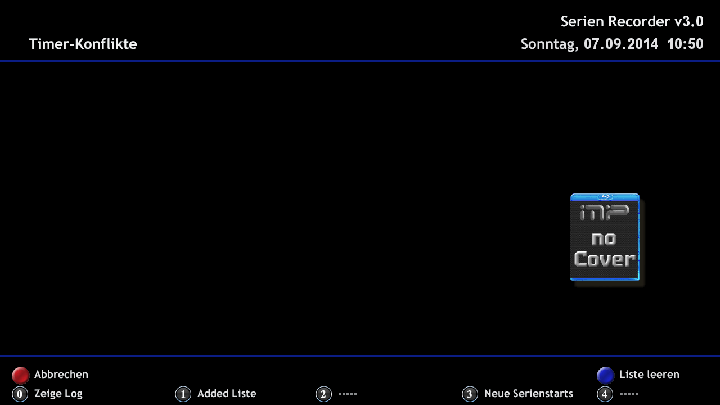 Serien Recorder v3.0
Timer-Konflikte
Sonntag, 07.09.2014 10:50
MP
no
Cover
Abbrechen
Liste leeren
0 Zeige Log
1 Added Liste
2 -----
3 Neue Serienstarts
4 -----